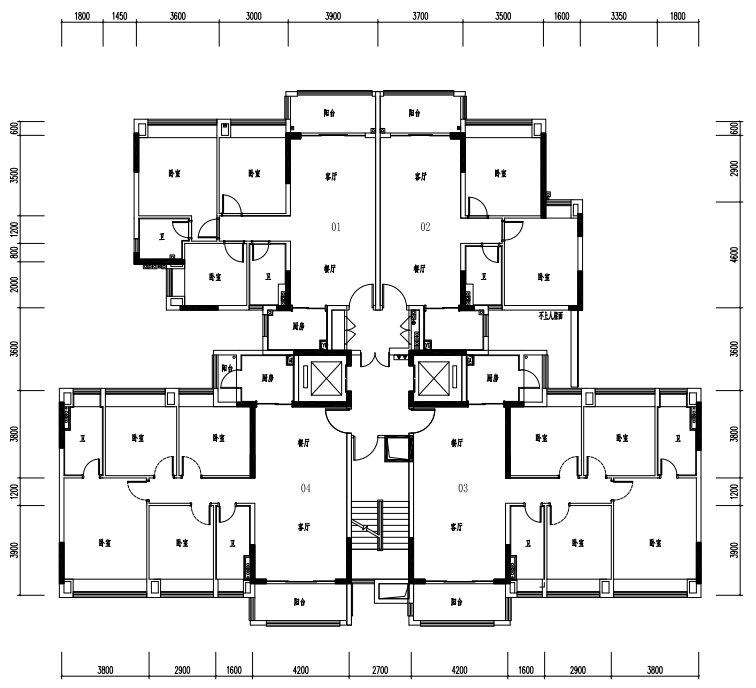 1800 1450 3600 3000 3900 3700 3500 1600 3350 1800
阳台 阳台
600 600
3500 2900
卧室 卧室 客厅 客厅 卧室
1200
01 02
卫
800 4600
卧室 卫 餐厅 餐厅 卫 卧室
2000
厨房 不上人屋面
3600 3600
阳台 厨房 厨房
3800 3800
卫 卧室 卧室 餐厅 餐厅 卧室 卧室 卫
1200 1200
04 03
客厅 客厅
3900 3900
卧室 卧室 卫 卫 卧室 卧室
阳台 阳台
3800 2900 1600 4200 2700 4200 1600 2900 3800